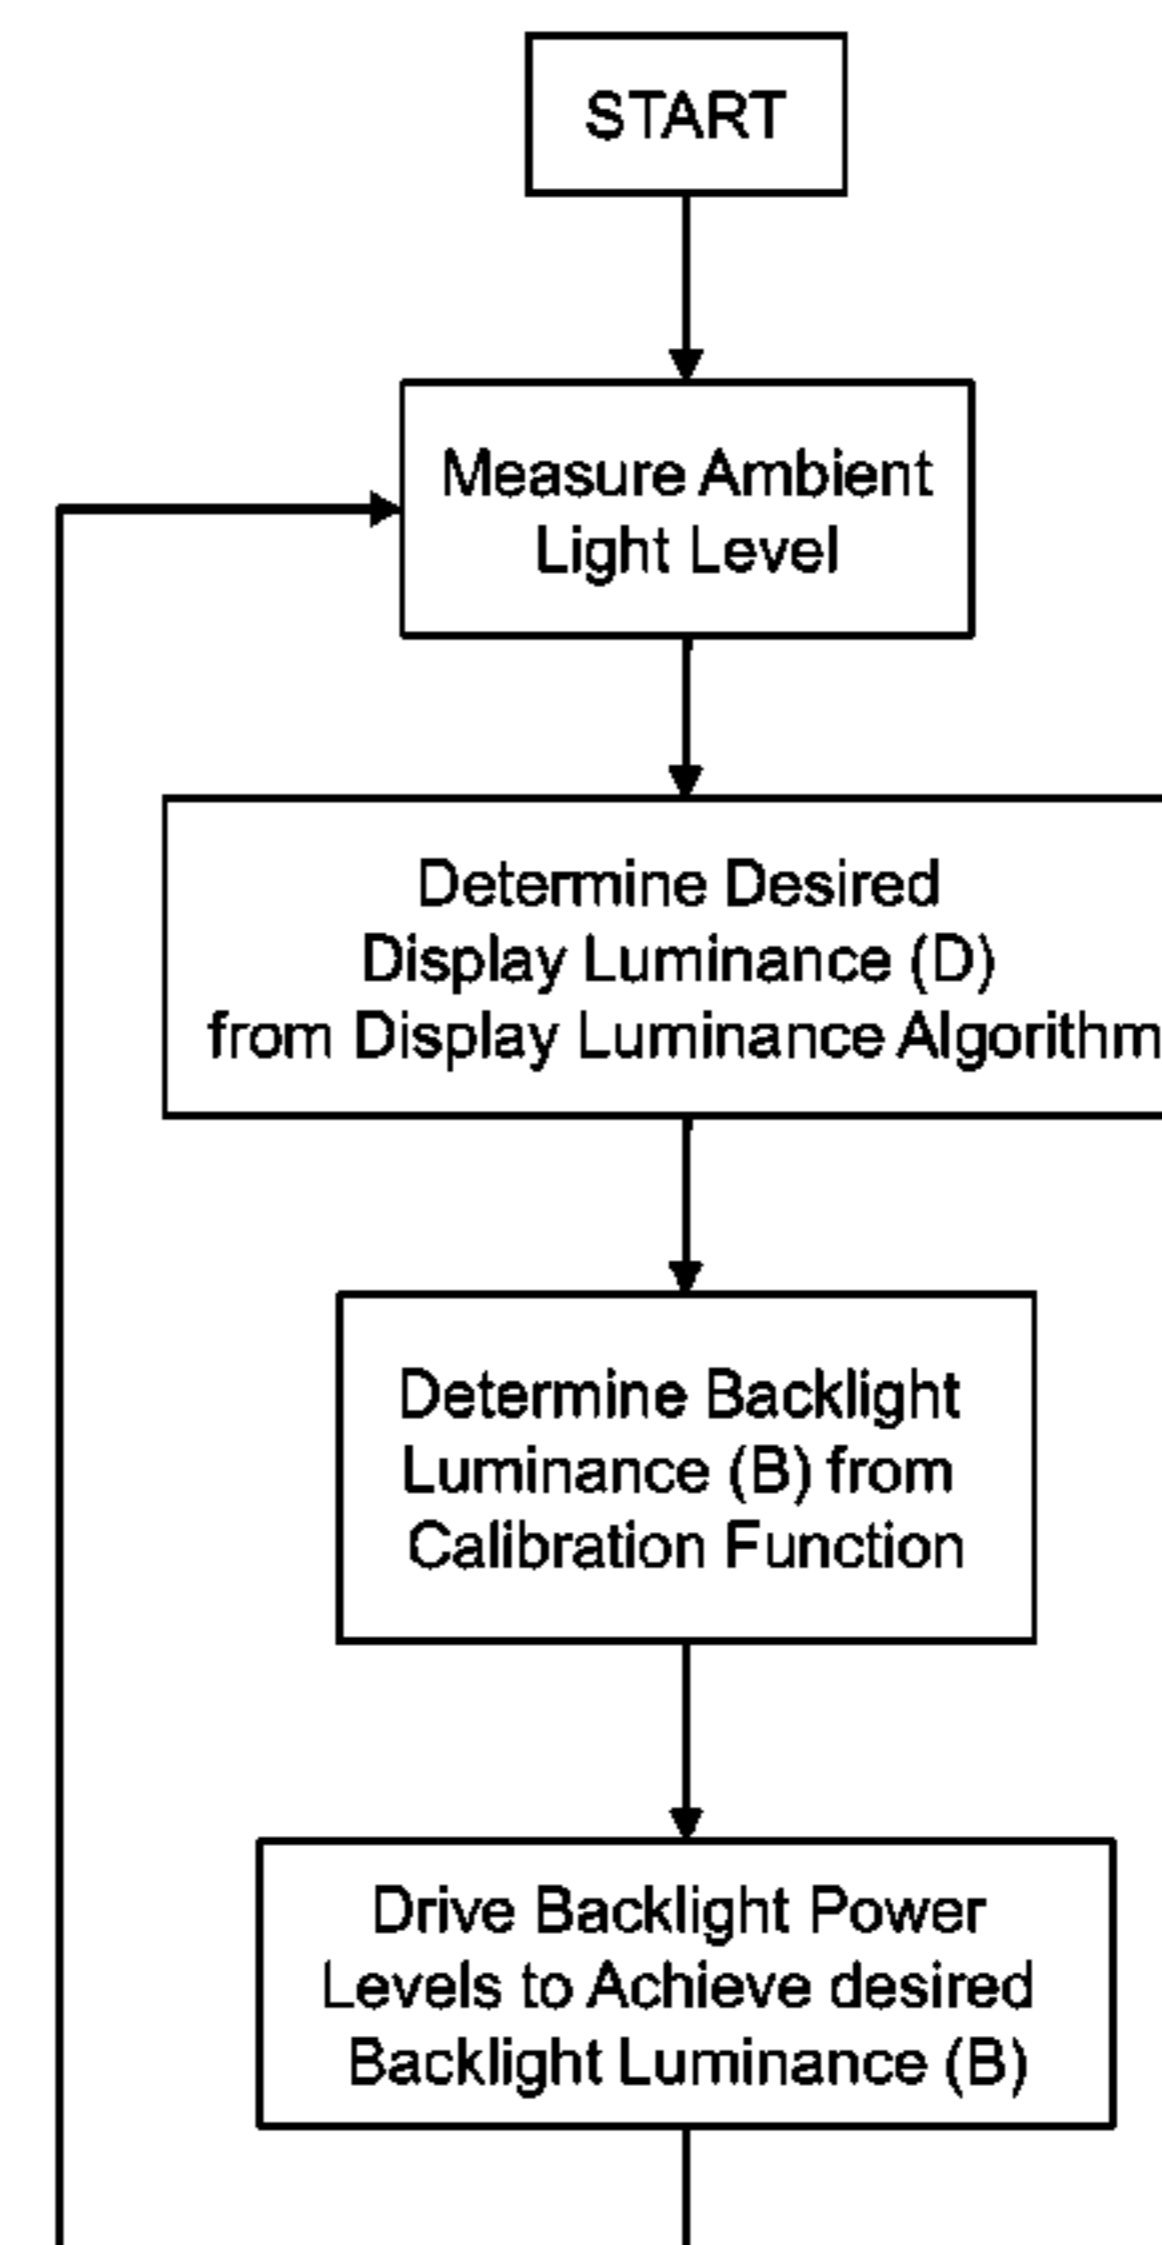 START
Measure Ambient
Light Level
Determine Desired
Display Luminance (D)
from Display Luminance Algorithm
Determine Backlight
Luminance (B) from
Calibration Function
Drive Backlight Power
Levels to Achieve desired
Backlight Luminance (B)